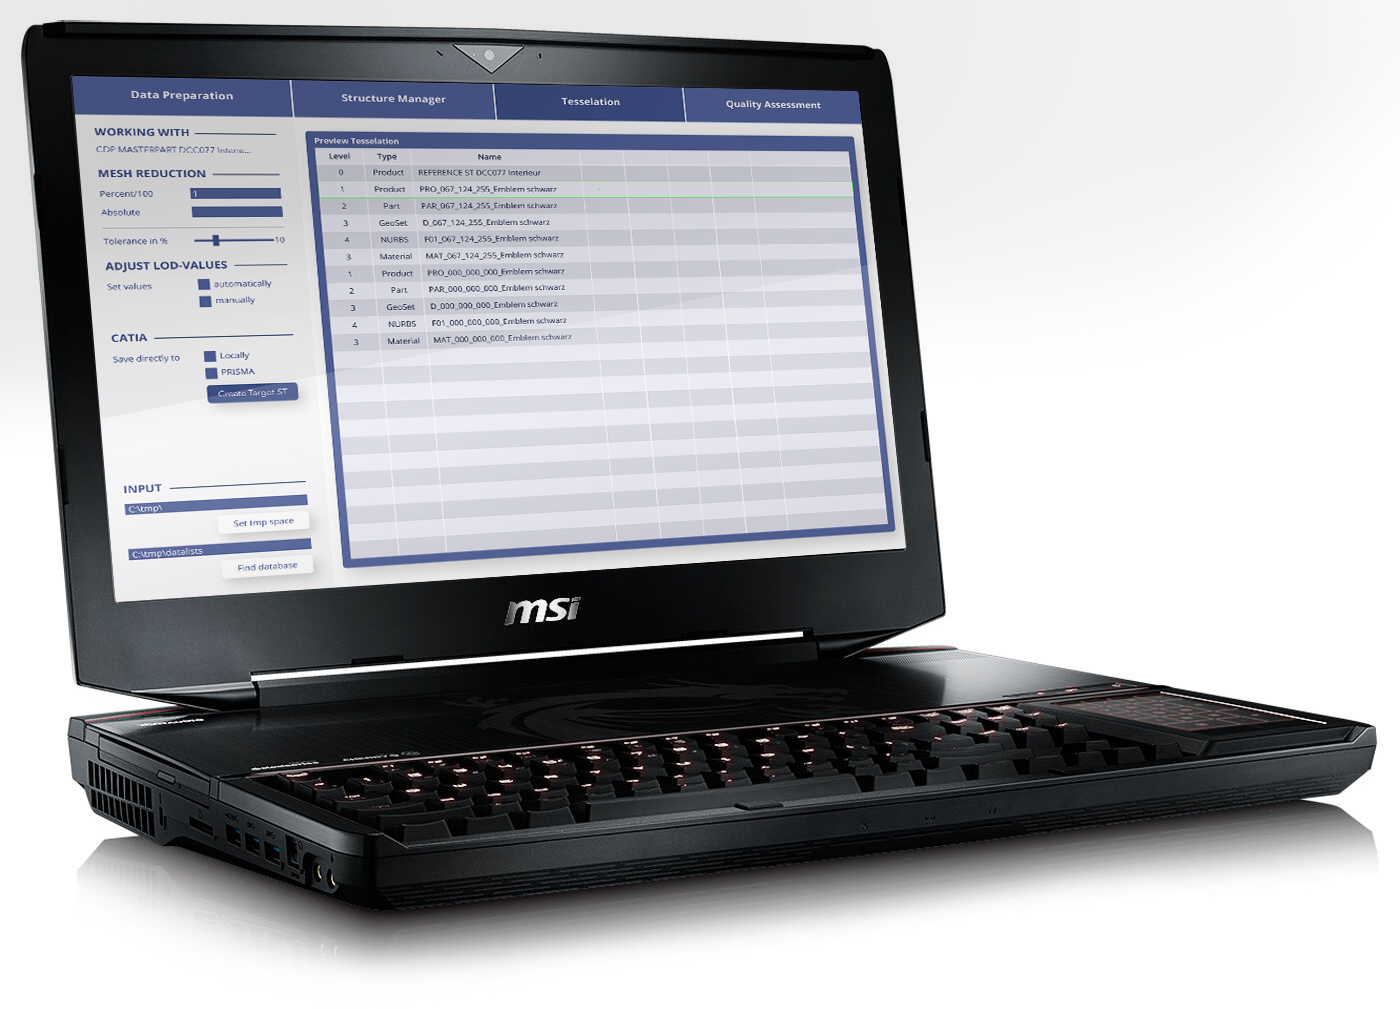 Data Preparation
Structure Manager
Tesselation
Quality Assessment
WORKING WITH
CDP MASTERPART DCC077 Interie...
MESH REDUCTION
Percent/100 1
Absolute
Tolerance in % 10
ADJUST LOD-VALUES
Set values automatically
manually
CATIA
Save directly to Locally
PRISMA
Create Target ST
INPUT
C:\tmp\
Set tmp space
C:\tmp\datalists
Find database
Preview Tesselation
Level Type Name
0 Product REFERENCE ST DCC077 Interieur
1 Product PRO_067_124_255_Emblem schwarz
2 Part PAR_067_124_255_Emblem schwarz
3 GeoSet D_067_124_255_Emblem schwarz
4 NURBS F01_067_124_255_Emblem schwarz
3 Material MAT_067_124_255_Emblem schwarz
1 Product PRO_000_000_000_Emblem schwarz
2 Part PAR_000_000_000_Emblem schwarz
3 GeoSet D_000_000_000_Emblem schwarz
4 NURBS F01_000_000_000_Emblem schwarz
3 Material MAT_000_000_000_Emblem schwarz
msi